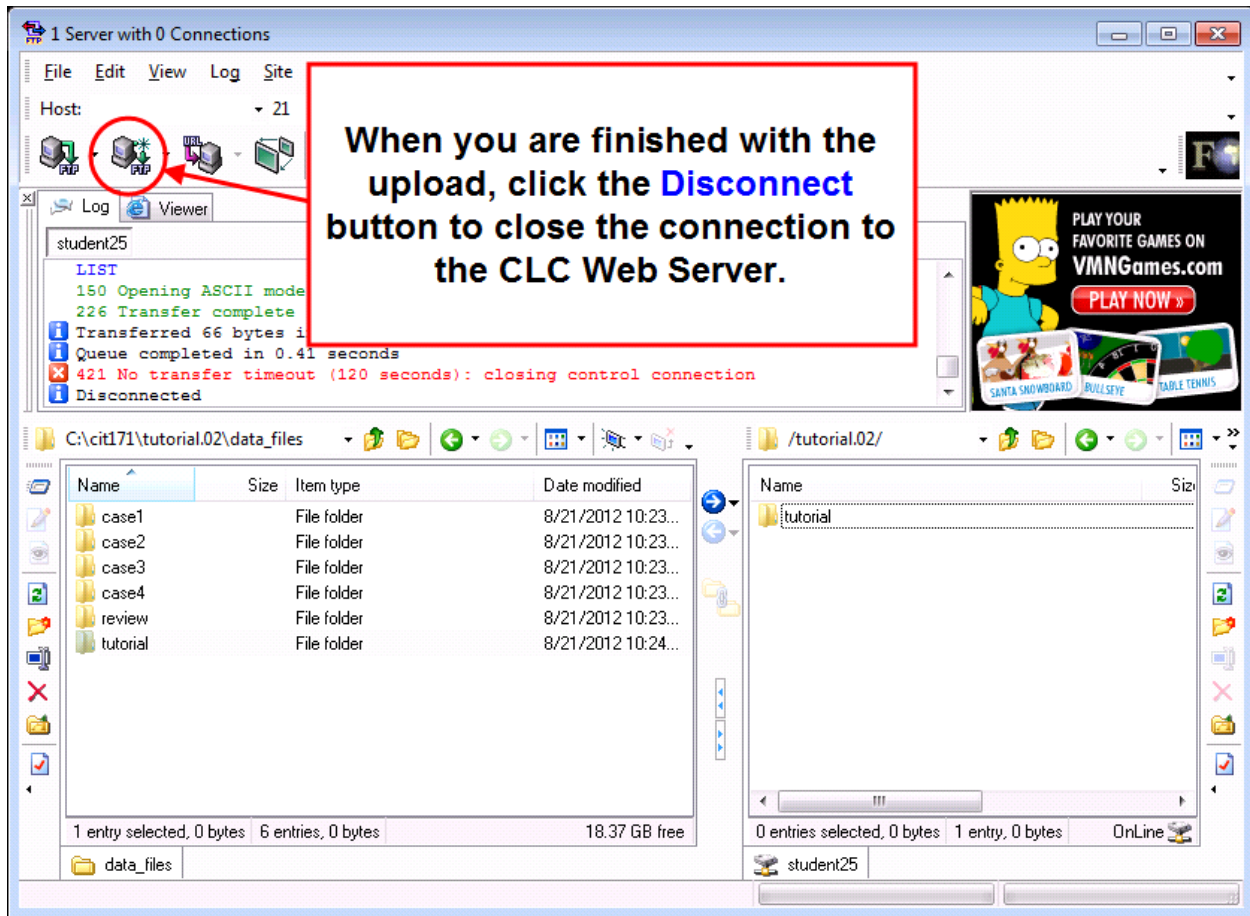 1 Server with 0 Connections
File Edit View Log Site
Host: 21
When you are finished with the
upload, click the Disconnect
button to close the connection to
the CLC Web Server.
FTP FTP URL
F
Log Viewer
student25
LIST
150 Opening ASCII mode
226 Transfer complete
Transferred 66 bytes i
Queue completed in 0.41 seconds
421 No transfer timeout (120 seconds): closing control connection
Disconnected
PLAY YOUR
FAVORITE GAMES ON
VMNGames.com
PLAY NOW »
SANTA SNOWBOARD BULLSEYE TABLE TENNIS
C:\cit171\tutorial.02\data_files
Name Size Item type Date modified
case1 File folder 8/21/2012 10:23...
case2 File folder 8/21/2012 10:23...
case3 File folder 8/21/2012 10:23...
case4 File folder 8/21/2012 10:23...
review File folder 8/21/2012 10:23...
tutorial File folder 8/21/2012 10:24...
1 entry selected, 0 bytes 6 entries, 0 bytes 18.37 GB free
data_files
/tutorial.02/
Name Siz
tutorial
0 entries selected, 0 bytes 1 entry, 0 bytes OnLine
student25